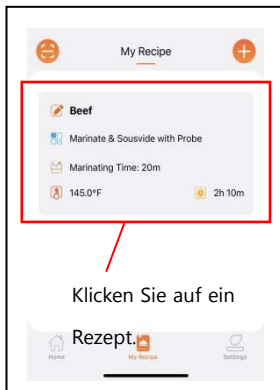 My Recipe
Beef
Marinate & Sousvide with Probe
Marinating Time: 20m
145.0°F 2h 10m
Klicken Sie auf ein
Rezept.
Home My Recipe Settings